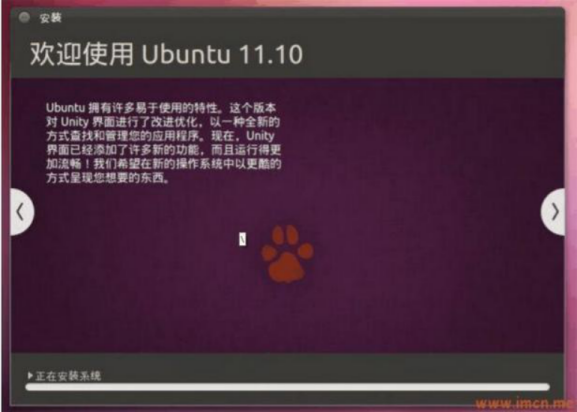 安装
欢迎使用 Ubuntu 11.10
Ubuntu 拥有许多易于使用的特性。这个版本
对 Unity 界面进行了改进优化，以一种全新的
方式查找和管理您的应用程序。现在，Unity
界面已经添加了许多新的功能，而且运行得更
加流畅！我们希望在新的操作系统中以更酷的
方式呈现您想要的东西。
正在安装系统
www.imcn.me